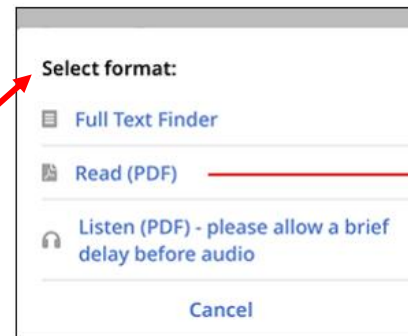 Select format:
Full Text Finder
Read (PDF)
Listen (PDF) - please allow a brief
delay before audio
Cancel